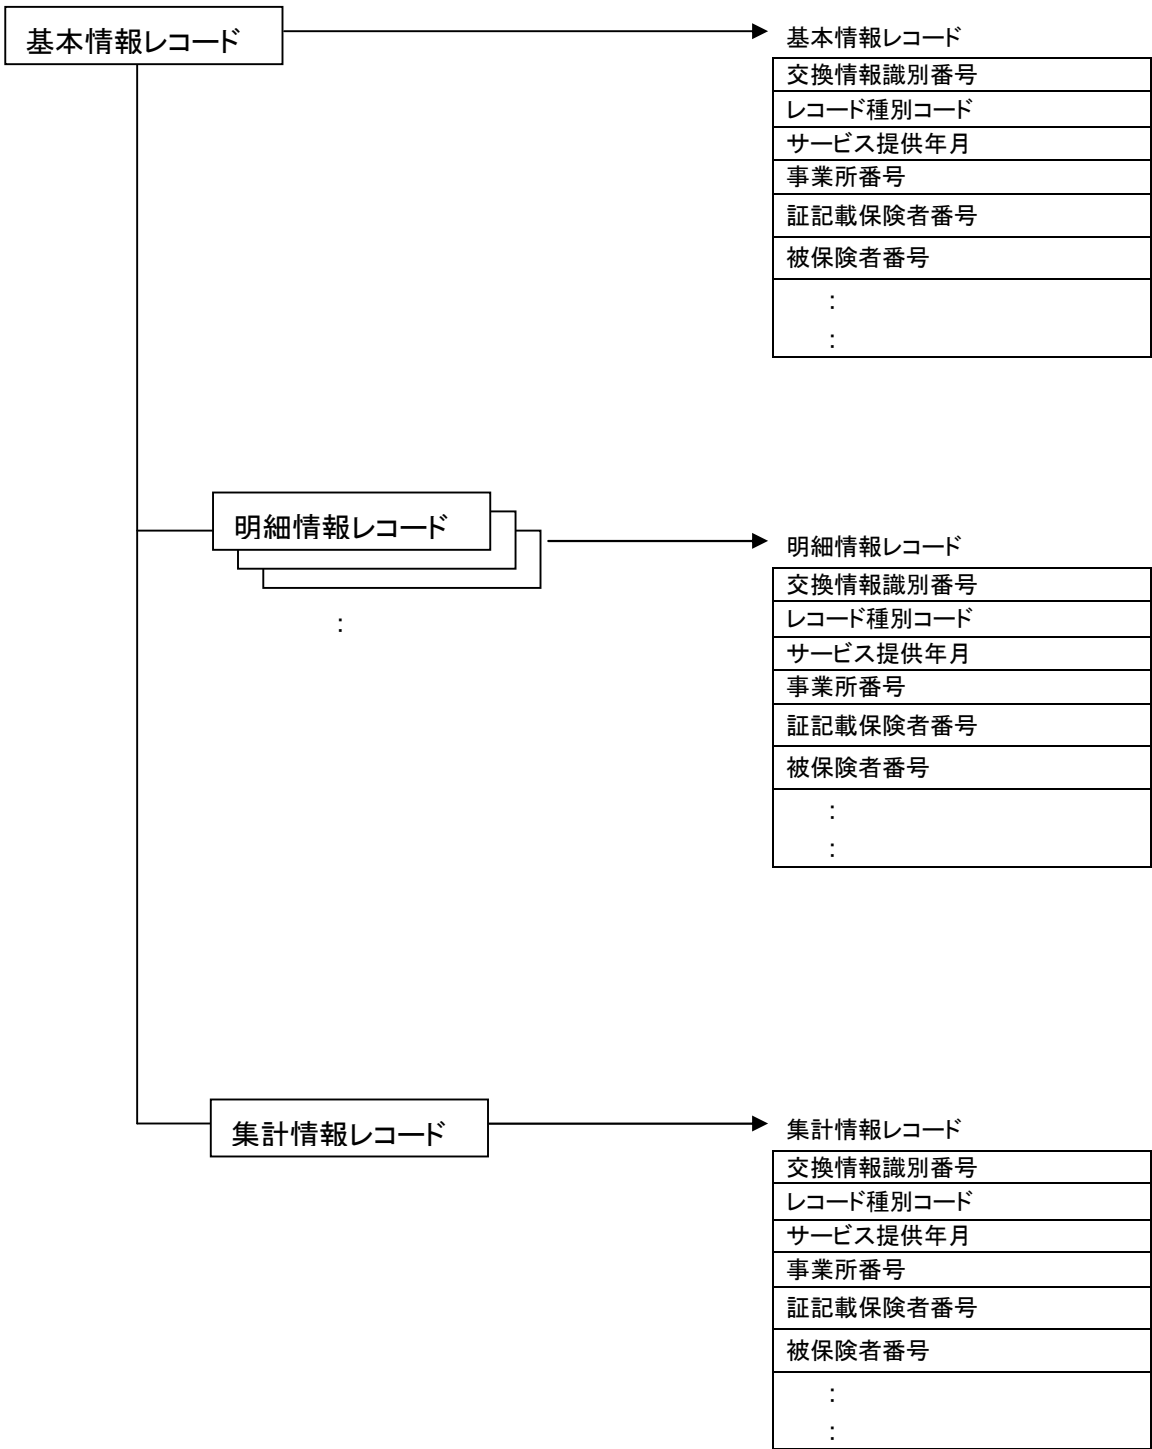 基本情報レコード
基本情報レコード
交換情報識別番号
レコード種別コード
サービス提供年月
事業所番号
証記載保険者番号
被保険者番号
:
:
明細情報レコード
:
明細情報レコード
交換情報識別番号
レコード種別コード
サービス提供年月
事業所番号
証記載保険者番号
被保険者番号
:
:
集計情報レコード
集計情報レコード
交換情報識別番号
レコード種別コード
サービス提供年月
事業所番号
証記載保険者番号
被保険者番号
:
: